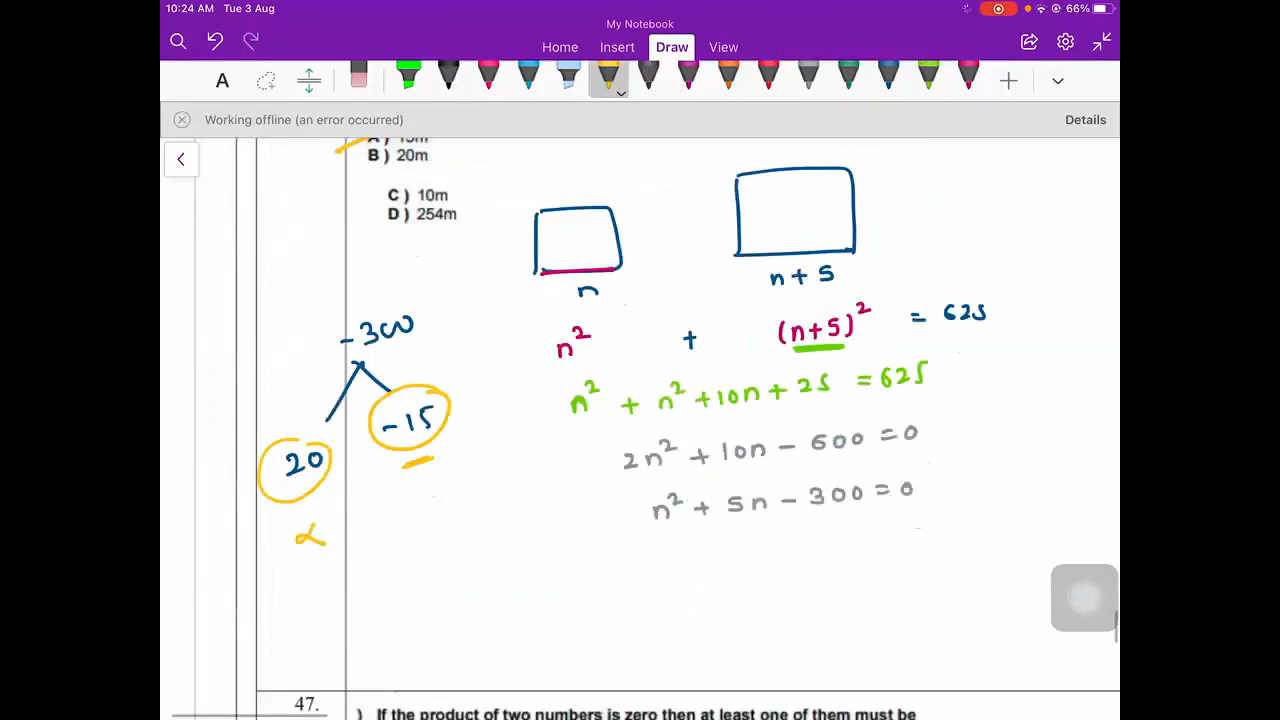 10:24 AM Tue 3 Aug
66%
My Notebook
Home Insert Draw View
A
Working offline (an error occurred) Details
A ) 15m
B ) 20m
C ) 10m
D ) 254m
n
n + 5
n² + (n+5)² = 625
-300
n² + n² + 10n + 25 = 625
-15
2n² + 10n - 600 = 0
20
n² + 5n - 300 = 0
47.
) If the product of two numbers is zero then at least one of them must be